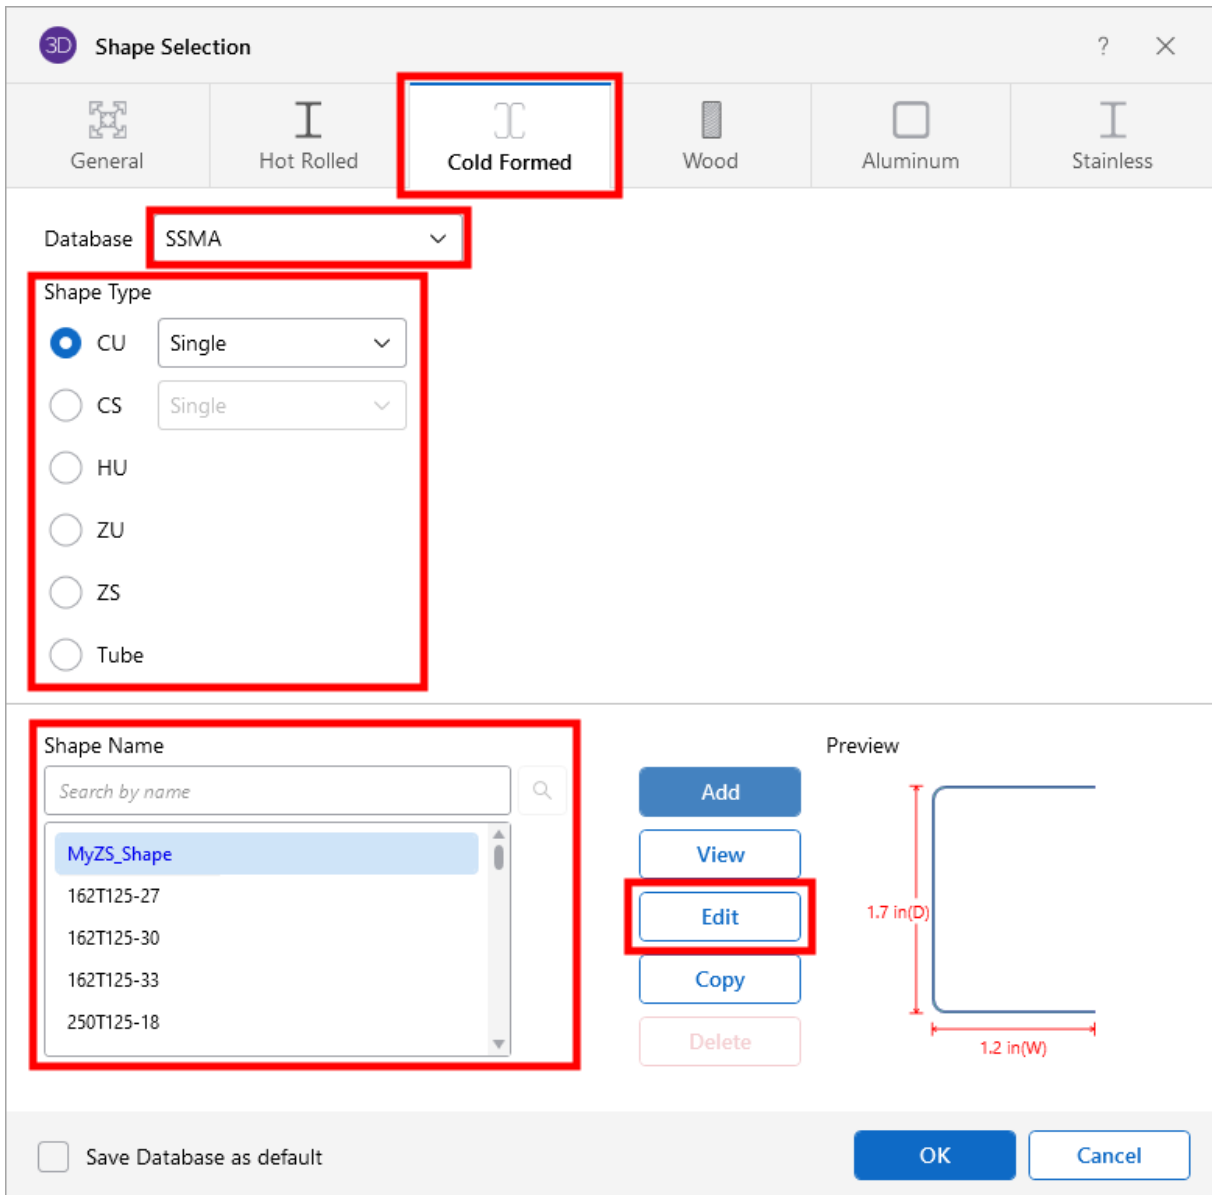 3D Shape Selection ?
General Hot Rolled Cold Formed Wood Aluminum Stainless
Database SSMA
Shape Type
CU Single
CS Single
HU
ZU
ZS
Tube
Shape Name
Search by name
MyZS_Shape
162T125-27
162T125-30
162T125-33
250T125-18
Add
View
Edit
Copy
Delete
Preview
1.7 in(D)
1.2 in(W)
Save Database as default
OK Cancel